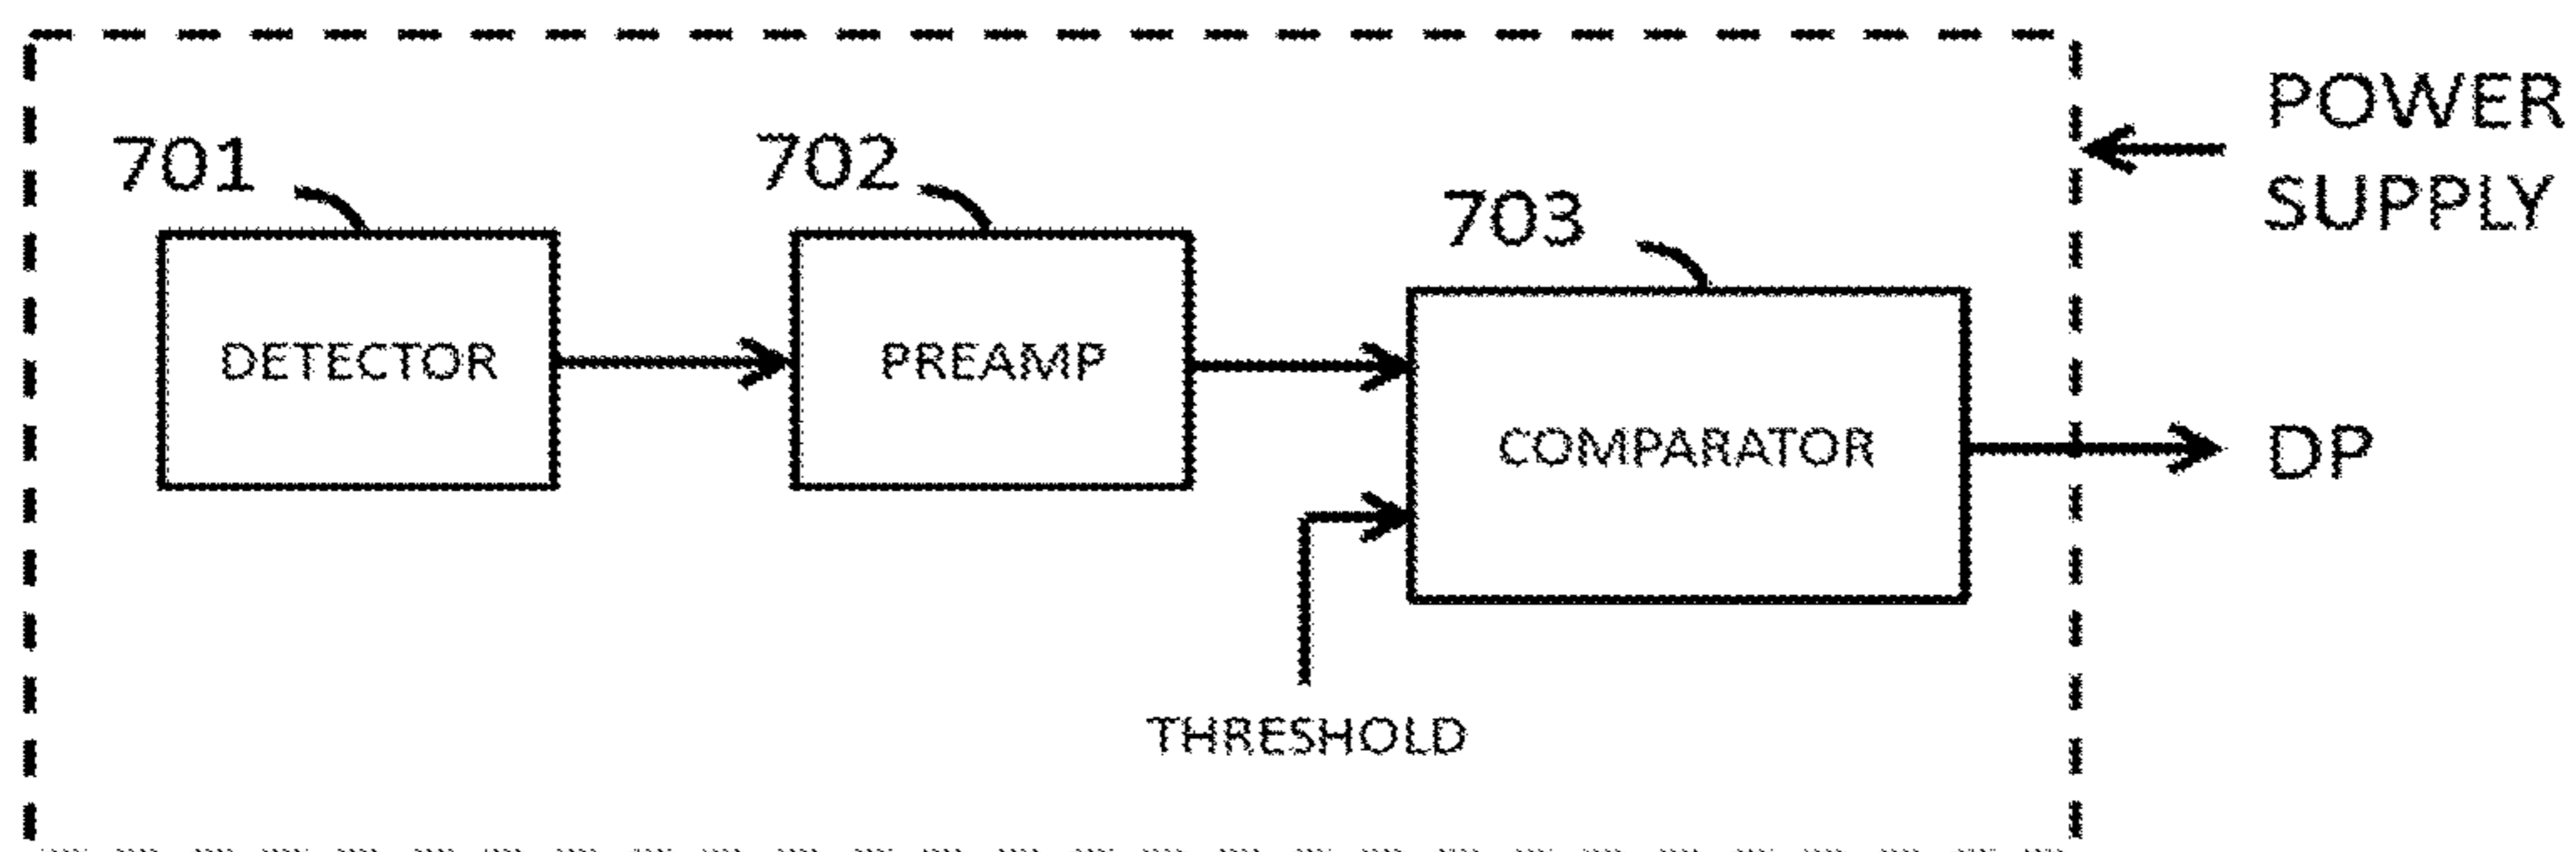 701
702
703
POWER
SUPPLY
DETECTOR
PREAMP
COMPARATOR
DP
THRESHOLD